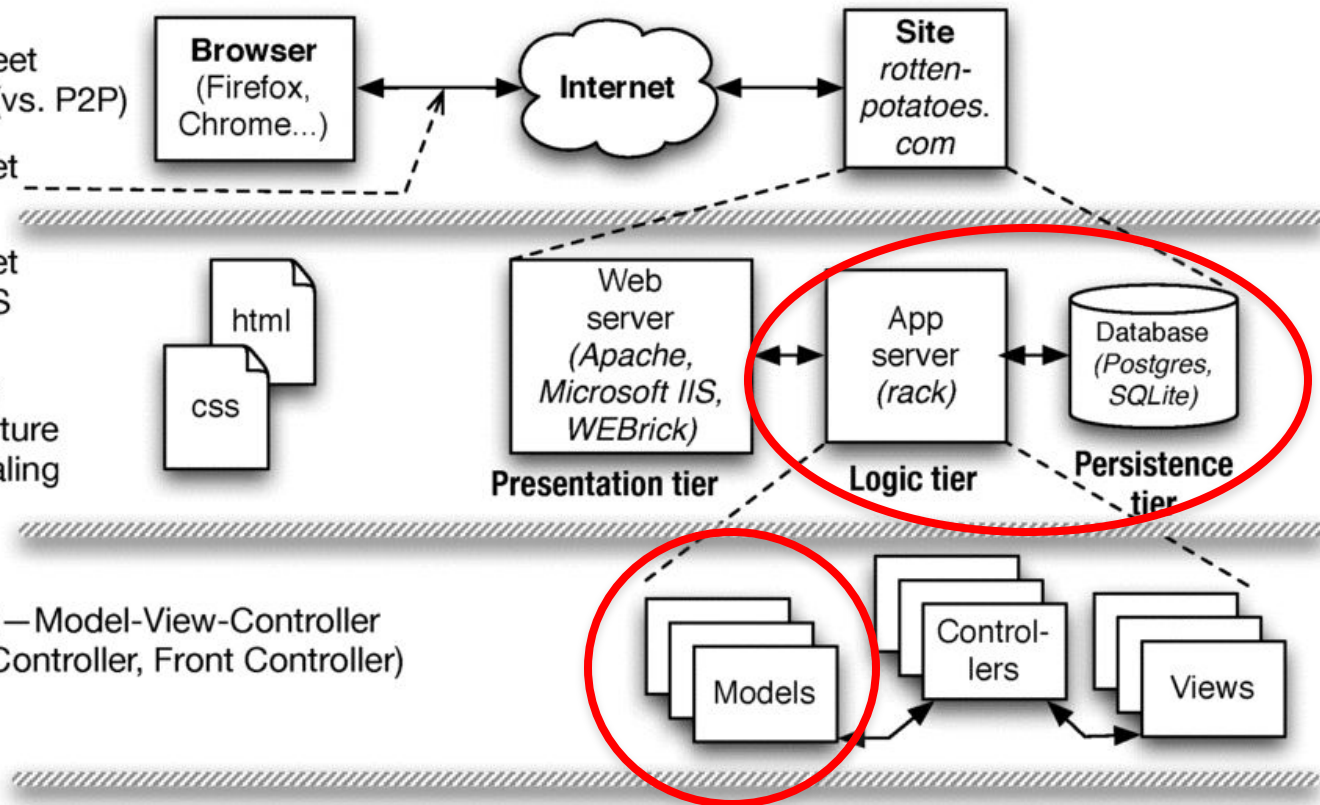 eet
(vs. P2P)
et
Browser
(Firefox,
Chrome...)
Internet
Site
rotten-
potatoes.
com
et
S
ture
aling
html
css
Web
server
(Apache,
Microsoft IIS,
WEBrick)
Presentation tier
App
server
(rack)
Logic tier
Database
(Postgres,
SQLite)
Persistence
tier
—Model-View-Controller
Controller, Front Controller)
Models
Control-
lers
Views